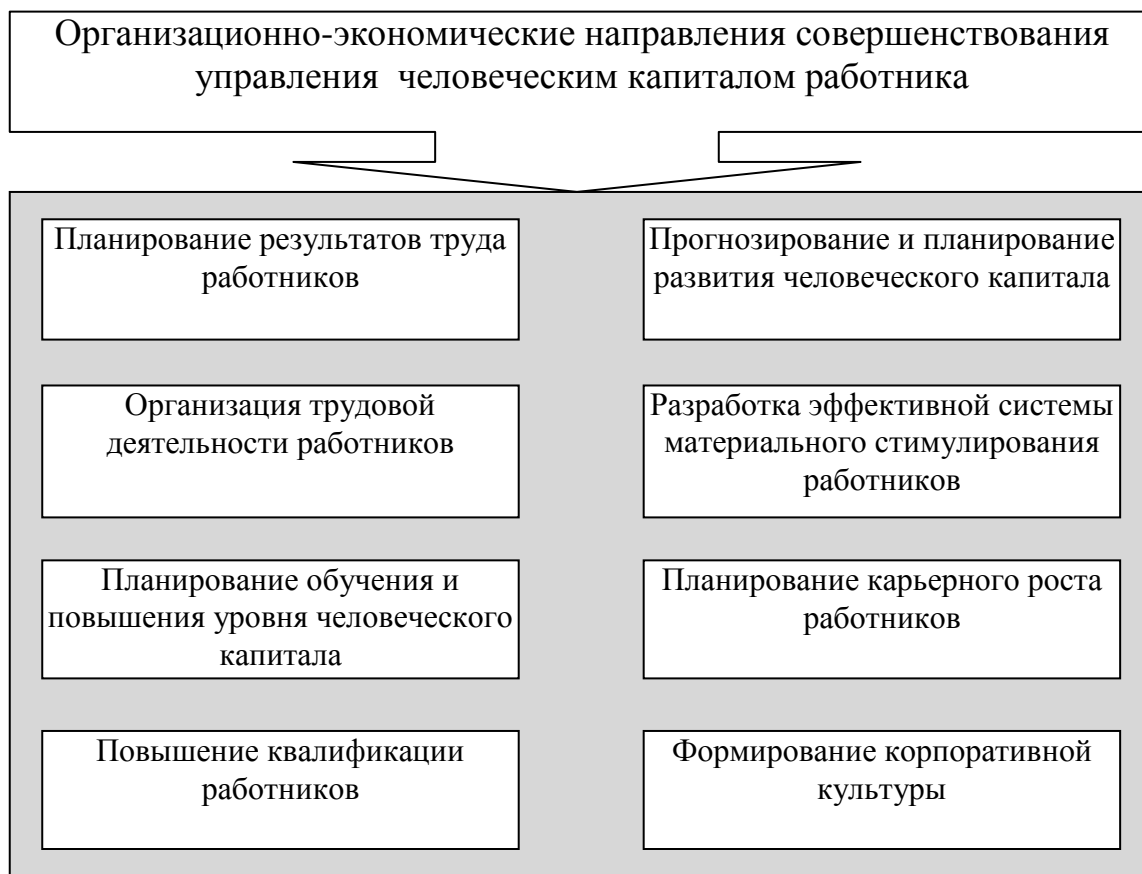 Организационно-экономические направления совершенствования
управления человеческим капиталом работника
Планирование результатов труда
работников
Прогнозирование и планирование
развития человеческого капитала
Организация трудовой
деятельности работников
Разработка эффективной системы
материального стимулирования
работников
Планирование обучения и
повышения уровня человеческого
капитала
Планирование карьерного роста
работников
Повышение квалификации
работников
Формирование корпоративной
культуры